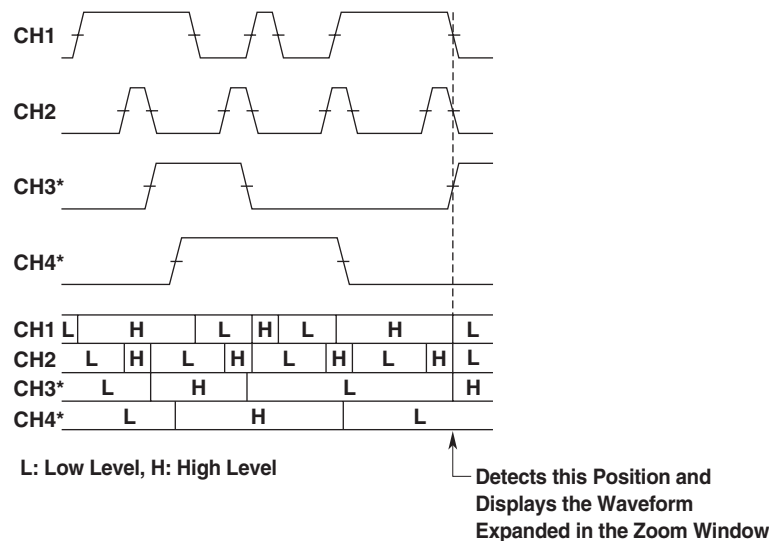 CH1
CH2
CH3*
CH4*
CH1 L H L H L H L
CH2 L H L H L H L H L
CH3* L H L H
CH4* L H L
L: Low Level, H: High Level
Detects this Position and
Displays the Waveform
Expanded in the Zoom Window